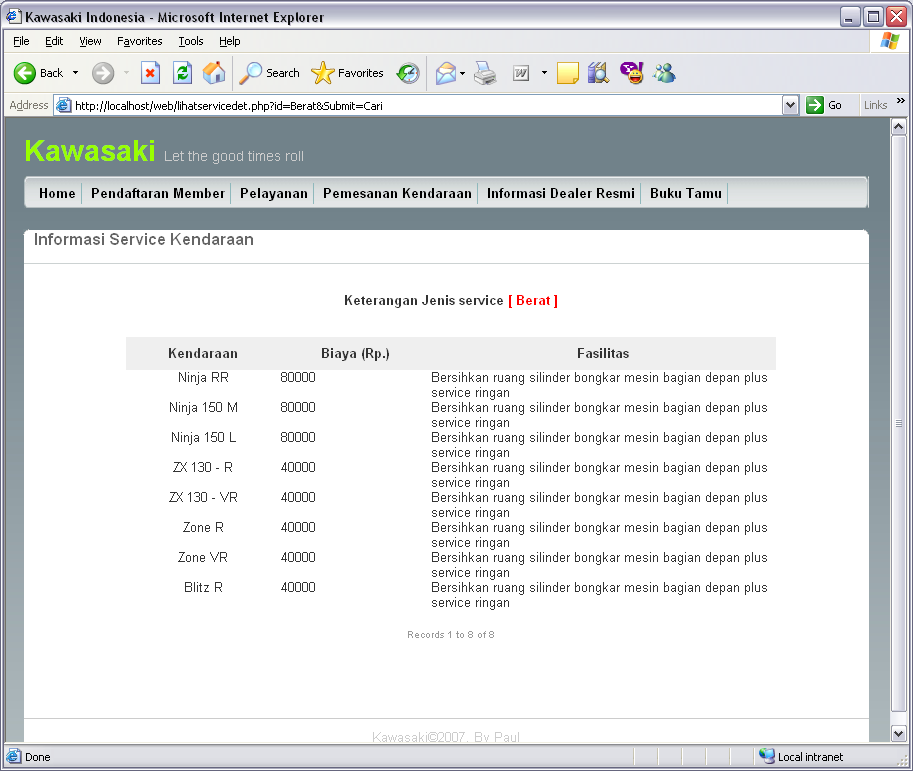 Kawasaki Indonesia - Microsoft Internet Explorer
File Edit View Favorites Tools Help
Back Search Favorites W
Address http://localhost/web/lihatservicedet.php?id=Berat&Submit=Cari Go Links »
Kawasaki Let the good times roll
Home Pendaftaran Member Pelayanan Pemesanan Kendaraan Informasi Dealer Resmi Buku Tamu
Informasi Service Kendaraan
Keterangan Jenis service [ Berat ]
Kendaraan Biaya (Rp.) Fasilitas
Ninja RR 80000 Bersihkan ruang silinder bongkar mesin bagian depan plus
service ringan
Ninja 150 M 80000 Bersihkan ruang silinder bongkar mesin bagian depan plus
service ringan
Ninja 150 L 80000 Bersihkan ruang silinder bongkar mesin bagian depan plus
service ringan
ZX 130 - R 40000 Bersihkan ruang silinder bongkar mesin bagian depan plus
service ringan
ZX 130 - VR 40000 Bersihkan ruang silinder bongkar mesin bagian depan plus
service ringan
Zone R 40000 Bersihkan ruang silinder bongkar mesin bagian depan plus
service ringan
Zone VR 40000 Bersihkan ruang silinder bongkar mesin bagian depan plus
service ringan
Blitz R 40000 Bersihkan ruang silinder bongkar mesin bagian depan plus
service ringan
Records 1 to 8 of 8
Kawasaki©2007. By Paul
Done Local intranet